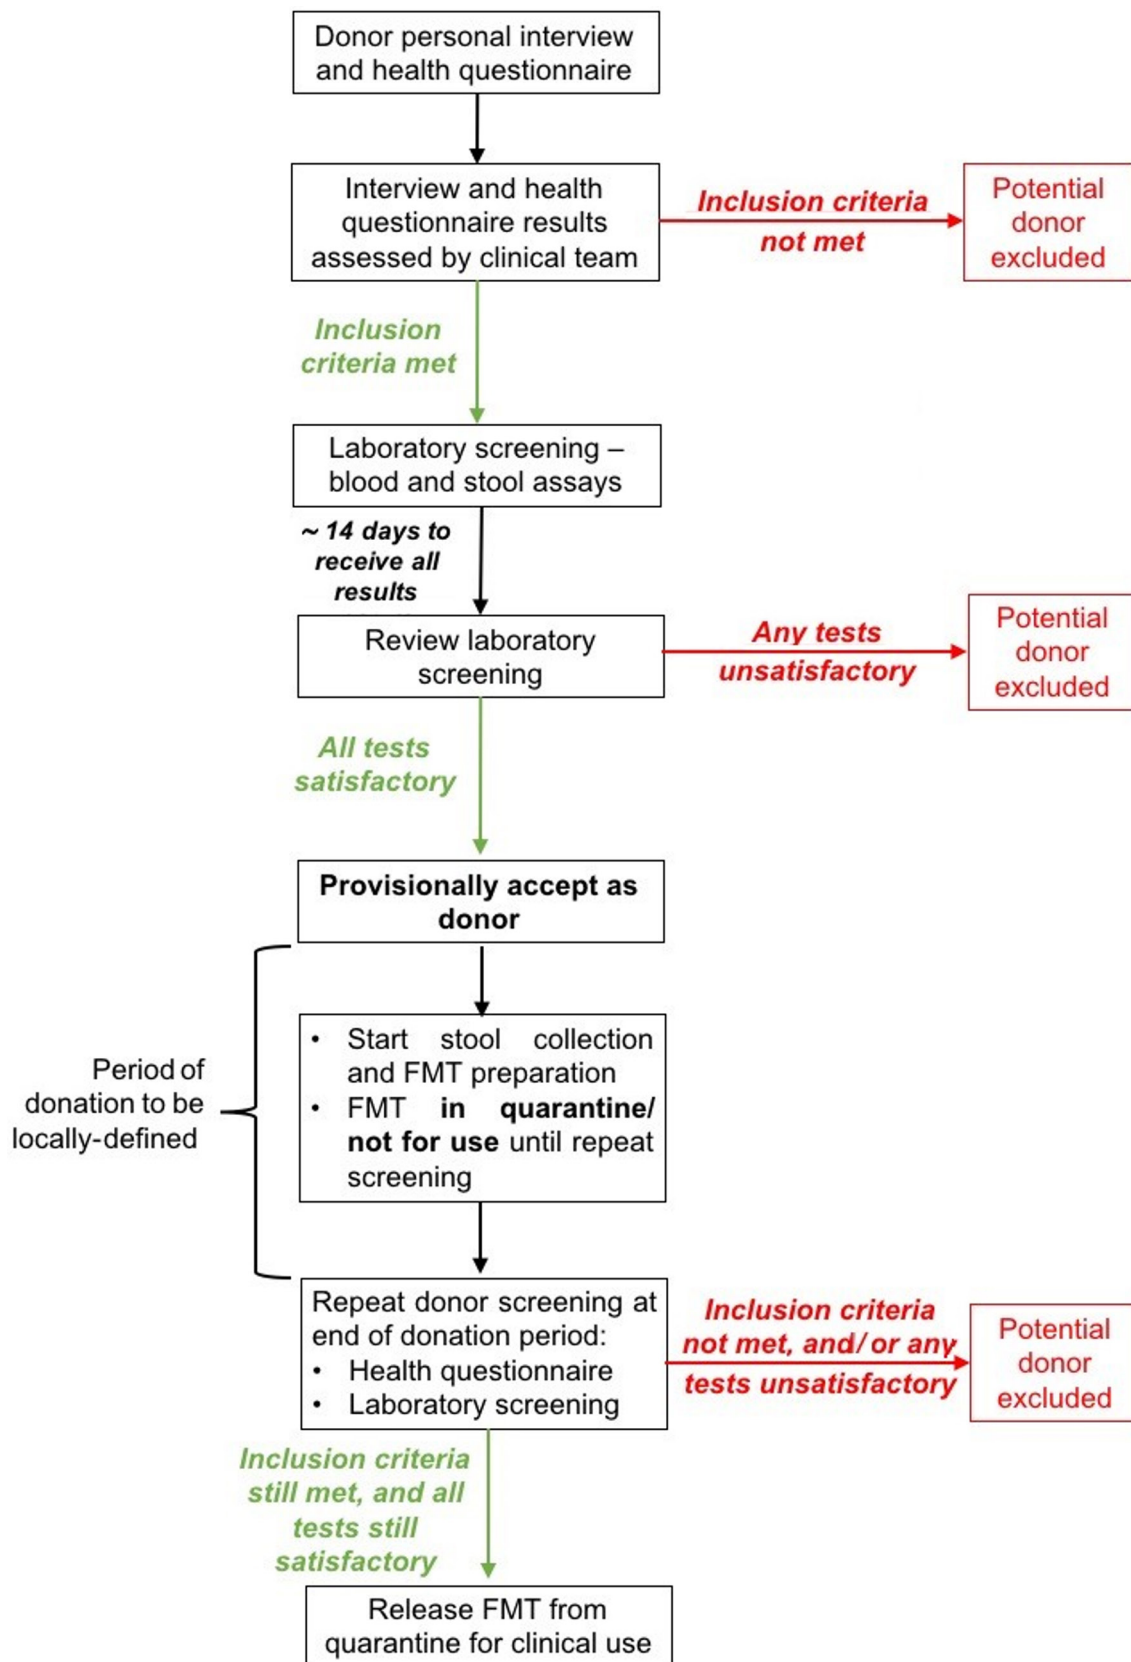 Donor personal interview
and health questionnaire
Interview and health
questionnaire results
assessed by clinical team
Inclusion criteria
not met
Potential
donor
excluded
Inclusion
criteria met
Laboratory screening –
blood and stool assays
~ 14 days to
receive all
results
Review laboratory
screening
Any tests
unsatisfactory
Potential
donor
excluded
All tests
satisfactory
Provisionally accept as
donor
Period of
donation to be
locally-defined
• Start stool collection
and FMT preparation
• FMT in quarantine/
not for use until repeat
screening
Repeat donor screening at
end of donation period:
• Health questionnaire
• Laboratory screening
Inclusion criteria
not met, and/ or any
tests unsatisfactory
Potential
donor
excluded
Inclusion criteria
still met, and all
tests still
satisfactory
Release FMT from
quarantine for clinical use